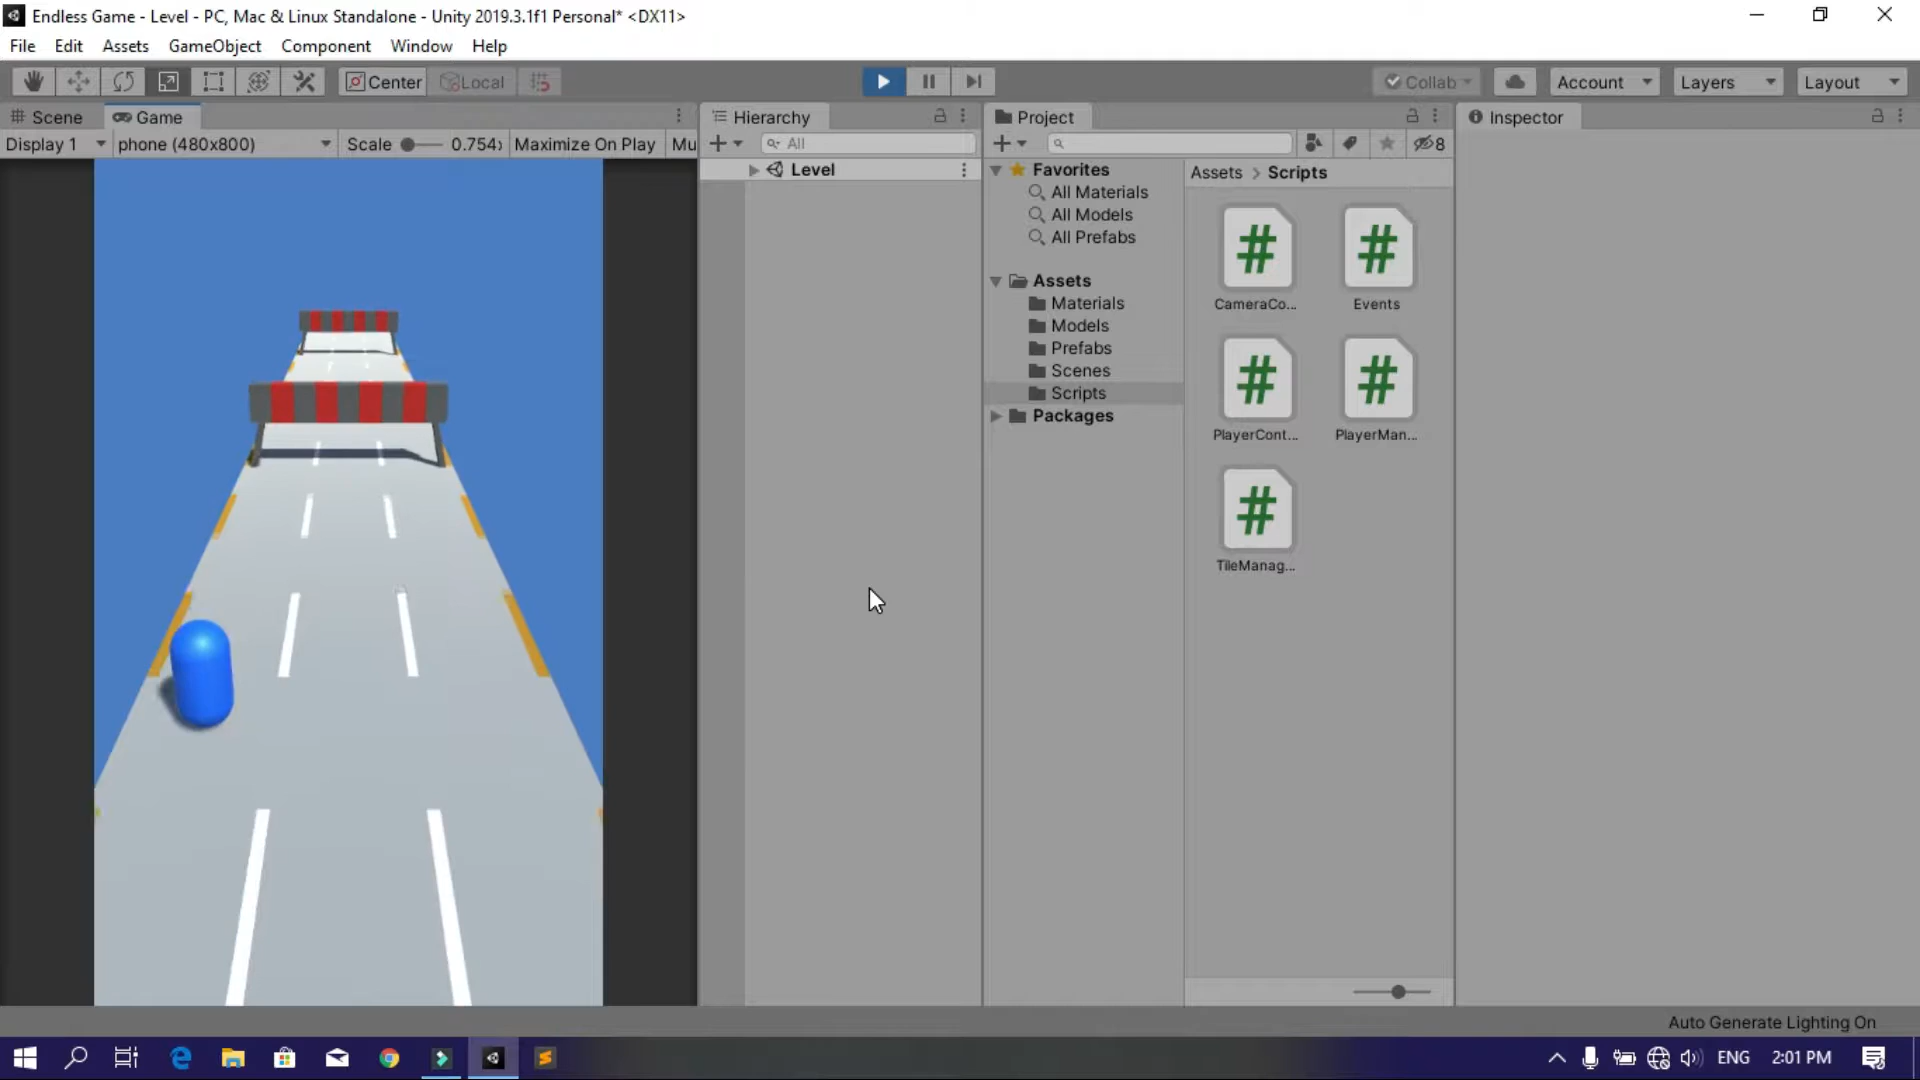 Endless Game - Level - PC, Mac & Linux Standalone - Unity 2019.3.1f1 Personal* <DX11>
File Edit Assets GameObject Component Window Help
Center Local Collab Account Layers Layout
Scene Game Hierarchy Project Inspector
Display 1 phone (480x800) Scale 0.754x Maximize On Play Mu All 8
Level
Favorites
All Materials
All Models
All Prefabs
Assets
Materials
Models
Prefabs
Scenes
Scripts
Packages
Assets > Scripts
CameraCo... Events
PlayerCont... PlayerMan...
TileManag...
Auto Generate Lighting On
ENG 2:01 PM